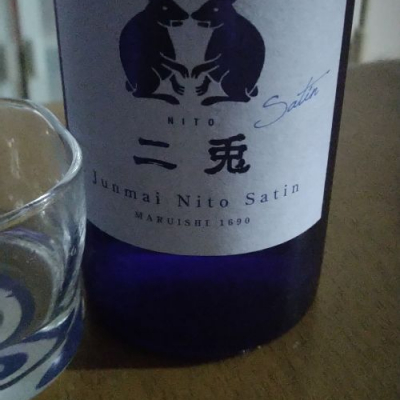 NITO
Satin
二兎
Junmai Nito Satin
MARUISHI 1690